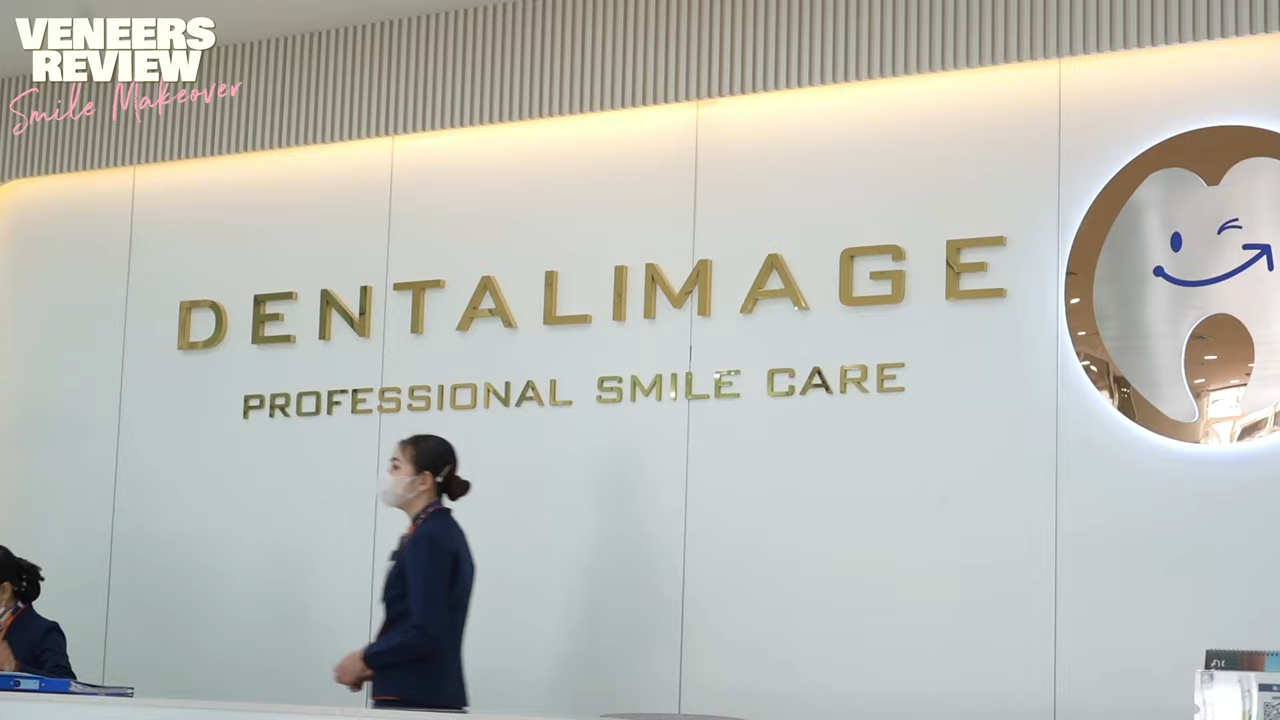 VENEERS
REVIEW
Smile Makeover
DENTALIMAGE
PROFESSIONAL SMILE CARE